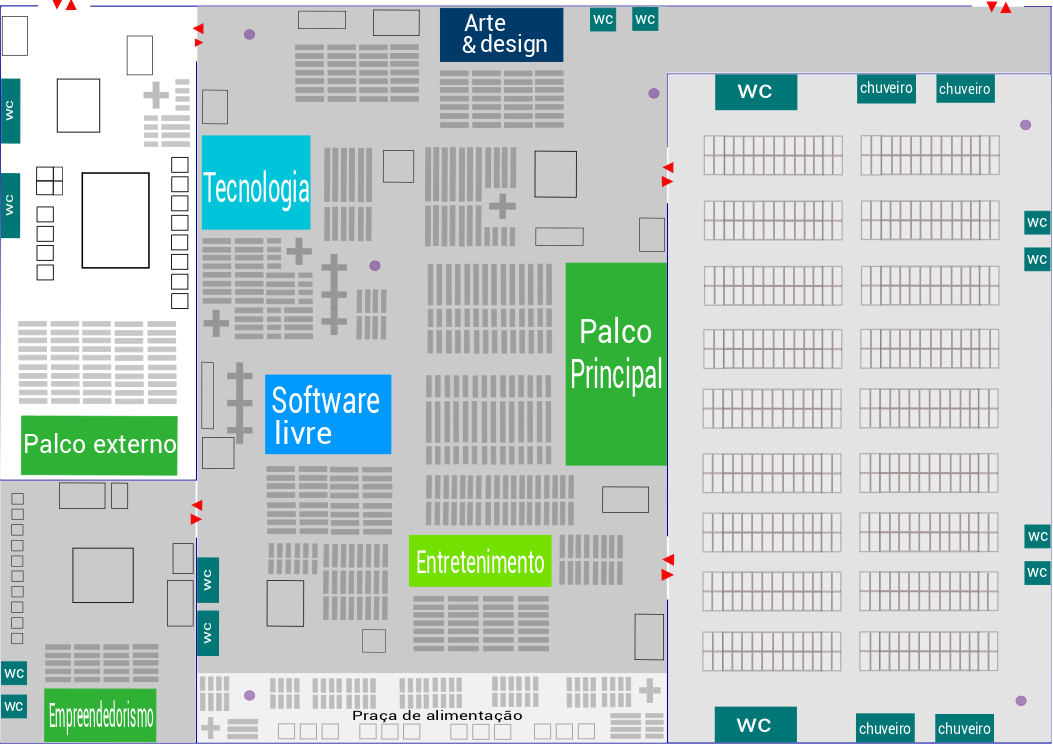 Arte
& design
WC
WC
WC
chuveiro
chuveiro
WC
WC
Tecnologia
WC
WC
Palco
Principal
Software
livre
Palco externo
Entretenimento
WC
WC
WC
WC
WC
WC
Empreendedorismo
Praça de alimentação
WC
chuveiro
chuveiro